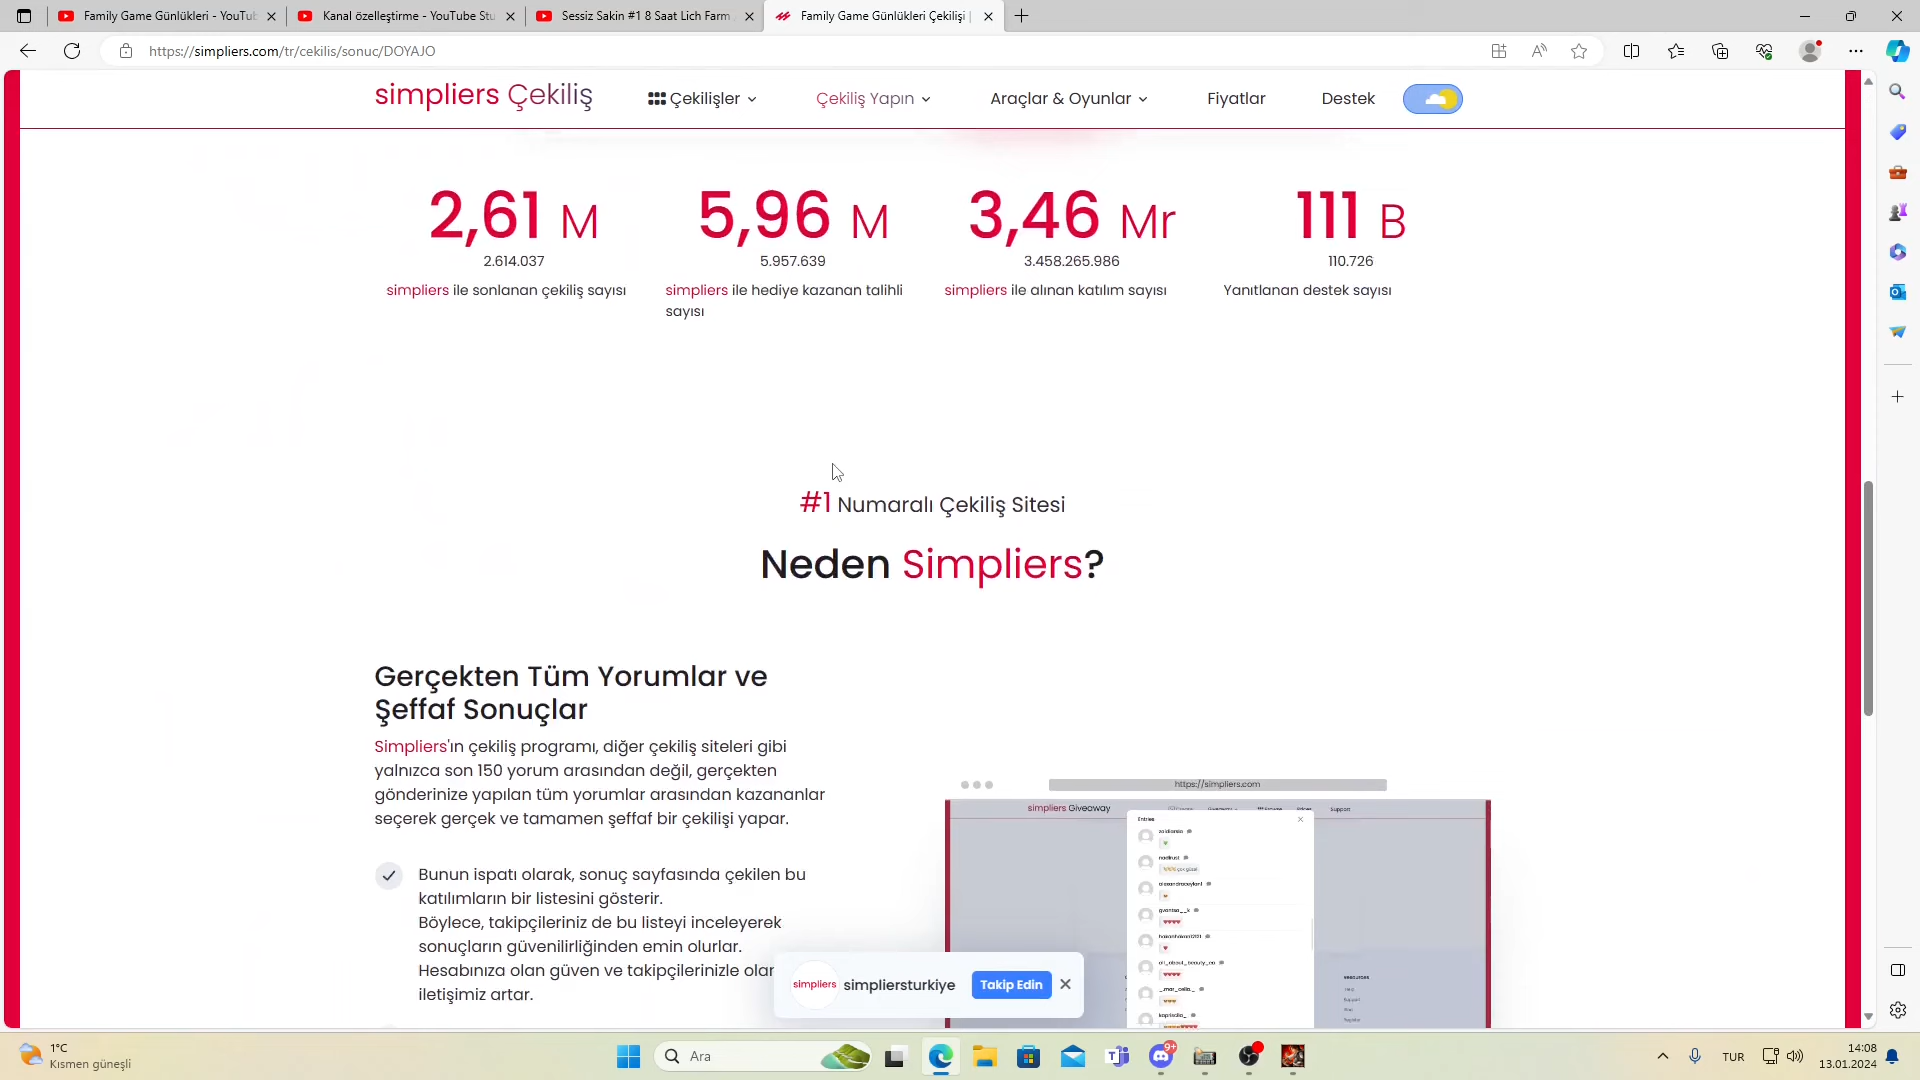 Family Game Günlükleri - YouTu
Kanal özelleştirme - YouTube Stu
Sessiz Sakin #1 8 Saat Lich Farm
Family Game Günlükleri Çekilişi |
https://simpliers.com/tr/cekilis/sonuc/DOYAJO
simpliers Çekiliş
Çekilişler
Çekiliş Yapın
Araçlar & Oyunlar
Fiyatlar
Destek
2,61 M
2.614.037
simpliers ile sonlanan çekiliş sayısı
5,96 M
5.957.639
simpliers ile hediye kazanan talihli
sayısı
3,46 Mr
3.458.265.986
simpliers ile alınan katılım sayısı
111 B
110.726
Yanıtlanan destek sayısı
#1 Numaralı Çekiliş Sitesi
Neden Simpliers?
Gerçekten Tüm Yorumlar ve
Şeffaf Sonuçlar
Simpliers'ın çekiliş programı, diğer çekiliş siteleri gibi
yalnızca son 150 yorum arasından değil, gerçekten
gönderinize yapılan tüm yorumlar arasından kazananlar
seçerek gerçek ve tamamen şeffaf bir çekilişi yapar.
Bunun ispatı olarak, sonuç sayfasında çekilen bu
katılımların bir listesini gösterir.
Böylece, takipçileriniz de bu listeyi inceleyerek
sonuçların güvenilirliğinden emin olurlar.
Hesabınıza olan güven ve takipçilerinizle olan
iletişimiz artar.
https://simpliers.com
simpliers Giveaway
Support
Entries
simpliers
simpliersturkiye
Takip Edin
1°C
Kısmen güneşli
Ara
9+
TUR
14:08
13.01.2024